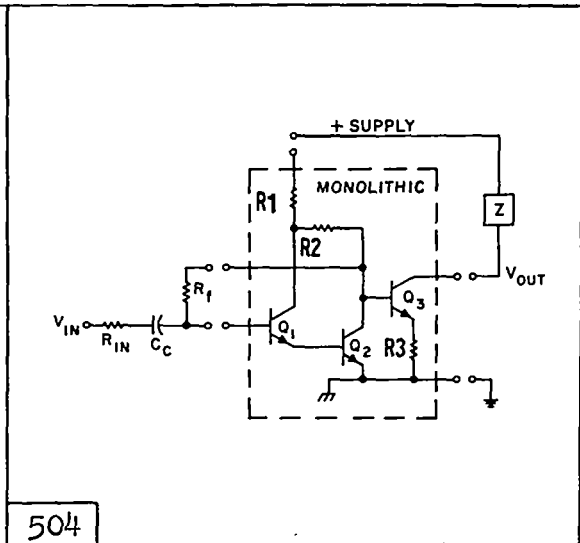 + SUPPLY
MONOLITHIC
R1
Z
R2
Rf
Q3
VOUT
VIN
RIN
CC
Q1
Q2
R3
504